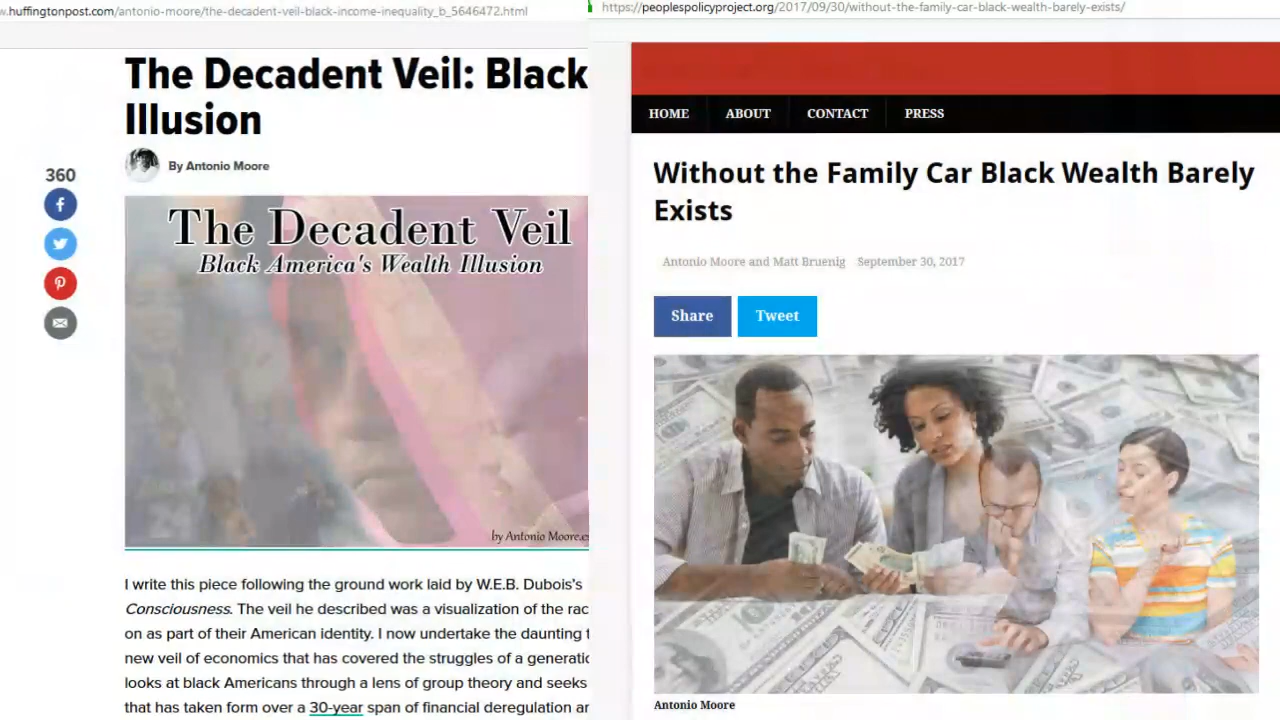 w.huffingtonpost.com/antonio-moore/the-decadent-veil-black-income-inequality_b_5646472.html
The Decadent Veil: Black
Illusion
By Antonio Moore
360
The Decadent Veil
Black America's Wealth Illusion
by Antonio Moore.es
I write this piece following the ground work laid by W.E.B. Dubois's
Consciousness. The veil he described was a visualization of the rac
on as part of their American identity. I now undertake the daunting t
new veil of economics that has covered the struggles of a generatio
looks at black Americans through a lens of group theory and seeks
that has taken form over a 30-year span of financial deregulation an
https://peoplespolicyproject.org/2017/09/30/without-the-family-car-black-wealth-barely-exists/
HOME ABOUT CONTACT PRESS
Without the Family Car Black Wealth Barely
Exists
Antonio Moore and Matt Bruenig September 30, 2017
Share Tweet
Antonio Moore